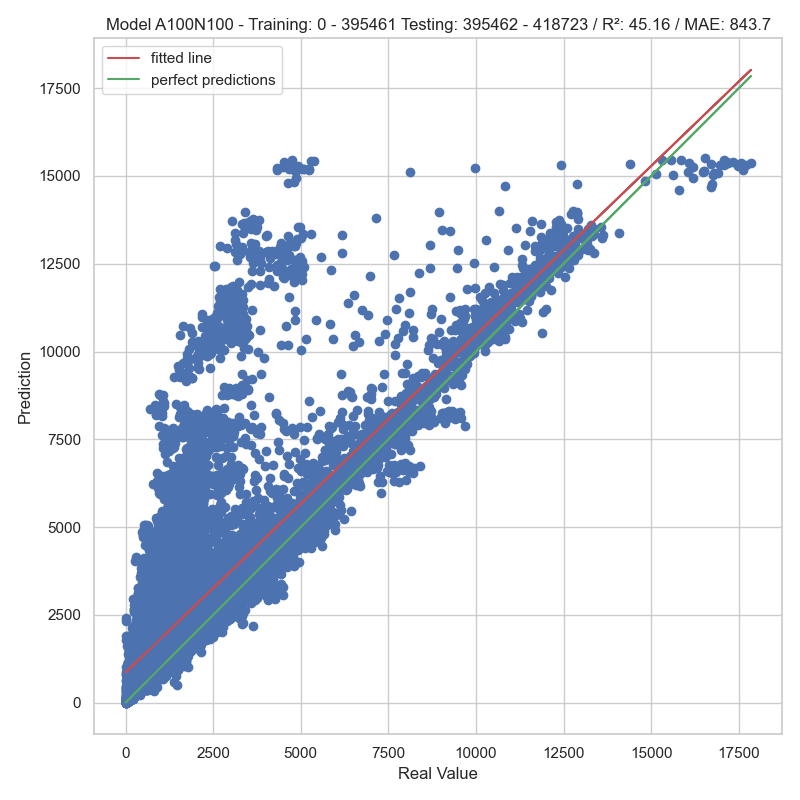 Model A100N100 - Training: 0 - 395461 Testing: 395462 - 418723 / R²: 45.16 / MAE: 843.7
fitted line
perfect predictions
17500
15000
12500
10000
7500
5000
2500
0
Prediction
0 2500 5000 7500 10000 12500 15000 17500
Real Value